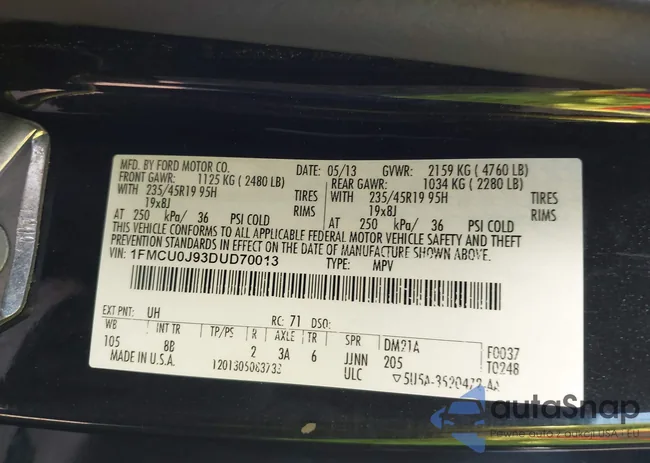 MFD. BY FORD MOTOR CO.
DATE: 05/13 GVWR: 2159 KG ( 4760 LB)
FRONT GAWR: 1125 KG ( 2480 LB) REAR GAWR: 1034 KG ( 2280 LB)
WITH 235/45R19 95H TIRES WITH 235/45R19 95H TIRES
19x8J RIMS 19x8J RIMS
AT 250 kPa/ 36 PSI COLD AT 250 kPa/ 36 PSI COLD
THIS VEHICLE CONFORMS TO ALL APPLICABLE FEDERAL MOTOR VEHICLE SAFETY AND THEFT
PREVENTION STANDARDS IN EFFECT ON THE DATE OF MANUFACTURE SHOWN ABOVE.
VIN: 1FMCU0J93DUD70013 TYPE: MPV
EXT PNT: UH RC: 71 DSO:
WB INT TR TP/PS R AXLE TR SPR DM21A F0037
105 8B 2 3A 6 JJNN 205 T0248
MADE IN U.S.A. ULC
autoSnap
Pewne auto z aukcji USA i EU